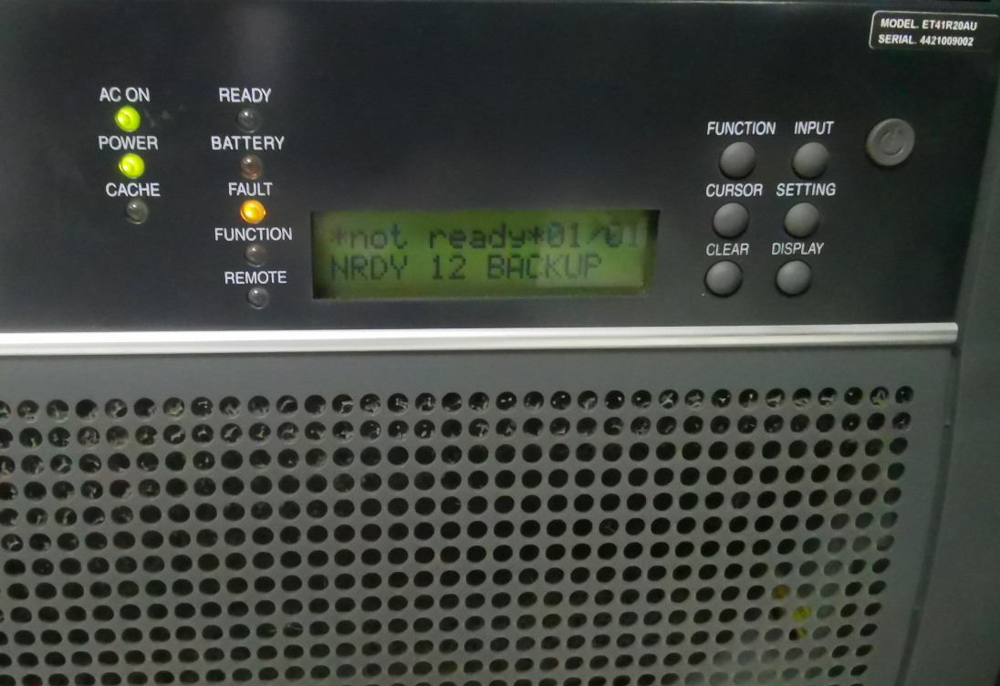 MODEL. ET41R20AU
SERIAL. 4421009002
AC ON
READY
POWER
BATTERY
CACHE
FAULT
FUNCTION
REMOTE
*not ready*01/01
NRDY 12 BACKUP
FUNCTION INPUT
CURSOR SETTING
CLEAR DISPLAY